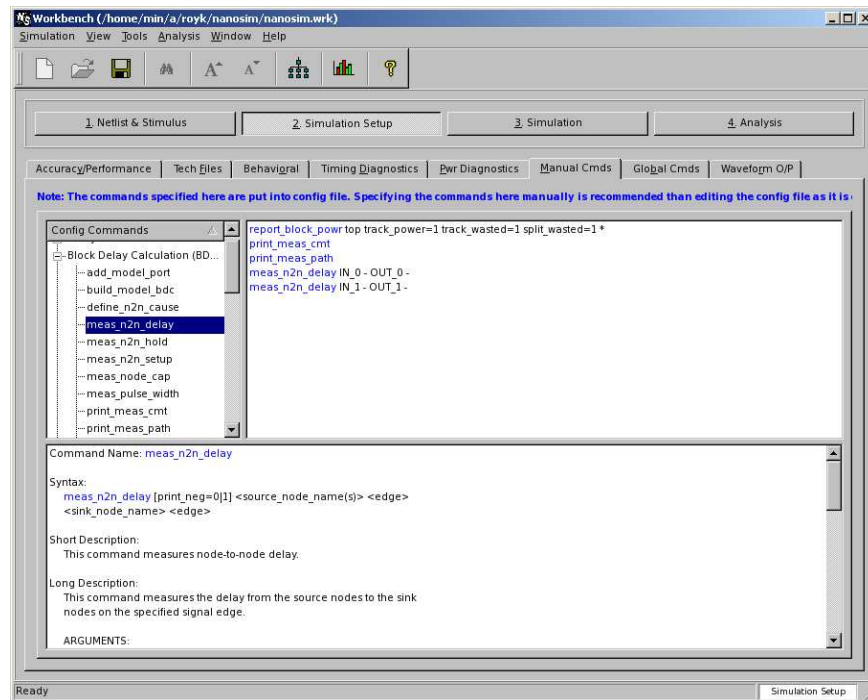 Workbench (/home/min/a/royk/nanosim/nanosim.wrk)
Simulation View Tools Analysis Window Help
1. Netlist & Stimulus 2. Simulation Setup 3. Simulation 4. Analysis
Accuracy/Performance Tech Files Behavioral Timing Diagnostics Pwr Diagnostics Manual Cmds Global Cmds Waveform O/P
Note: The commands specified here are put into config file. Specifying the commands here manually is recommended than editing the config file as it is
Config Commands
Block Delay Calculation (BD...
add_model_port
build_model_bdc
define_n2n_cause
meas_n2n_delay
meas_n2n_hold
meas_n2n_setup
meas_node_cap
meas_pulse_width
print_meas_cmt
print_meas_path
report_block_powr top track_power=1 track_wasted=1 split_wasted=1 *
print_meas_cmt
print_meas_path
meas_n2n_delay IN_0 - OUT_0 -
meas_n2n_delay IN_1 - OUT_1 -
Command Name: meas_n2n_delay
Syntax:
meas_n2n_delay [print_neg=0|1] <source_node_name(s)> <edge>
<sink_node_name> <edge>
Short Description:
This command measures node-to-node delay.
Long Description:
This command measures the delay from the source nodes to the sink
nodes on the specified signal edge.
ARGUMENTS:
Ready Simulation Setup